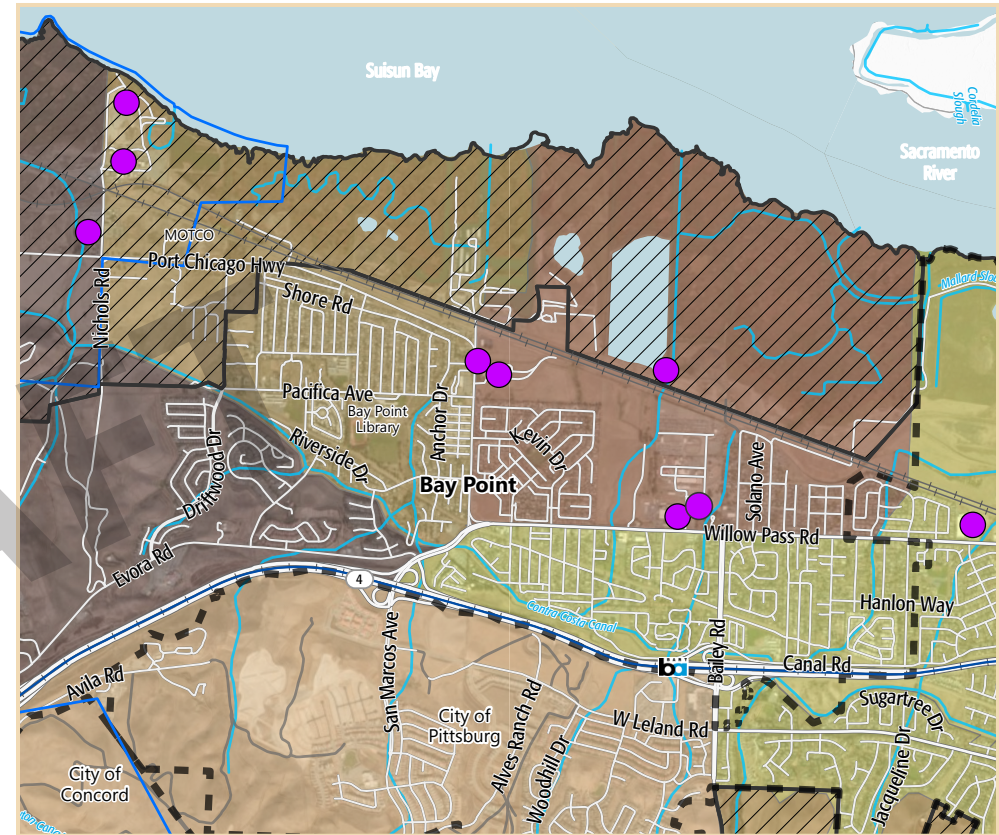 Suisun Bay
Cordelia
Slough
Sacramento
River
MOTCO
Port Chicago Hwy
Mallard Slo
Nichols Rd
Shore Rd
Pacifica Ave
Bay Point
Library
Anchor Dr
Kevin Dr
Riverside Dr
Driftwood Dr
Solano Ave
Bay Point
Willow Pass Rd
Evora Rd
4
Contra Costa Canal
Hanlon Way
San Marcos Ave
Bailey Rd
Canal Rd
Avila Rd
Sugartree Dr
City of
Pittsburg
Alves Ranch Rd
W Leland Rd
Woodhill Dr
Jacqueline Dr
City of
Concord